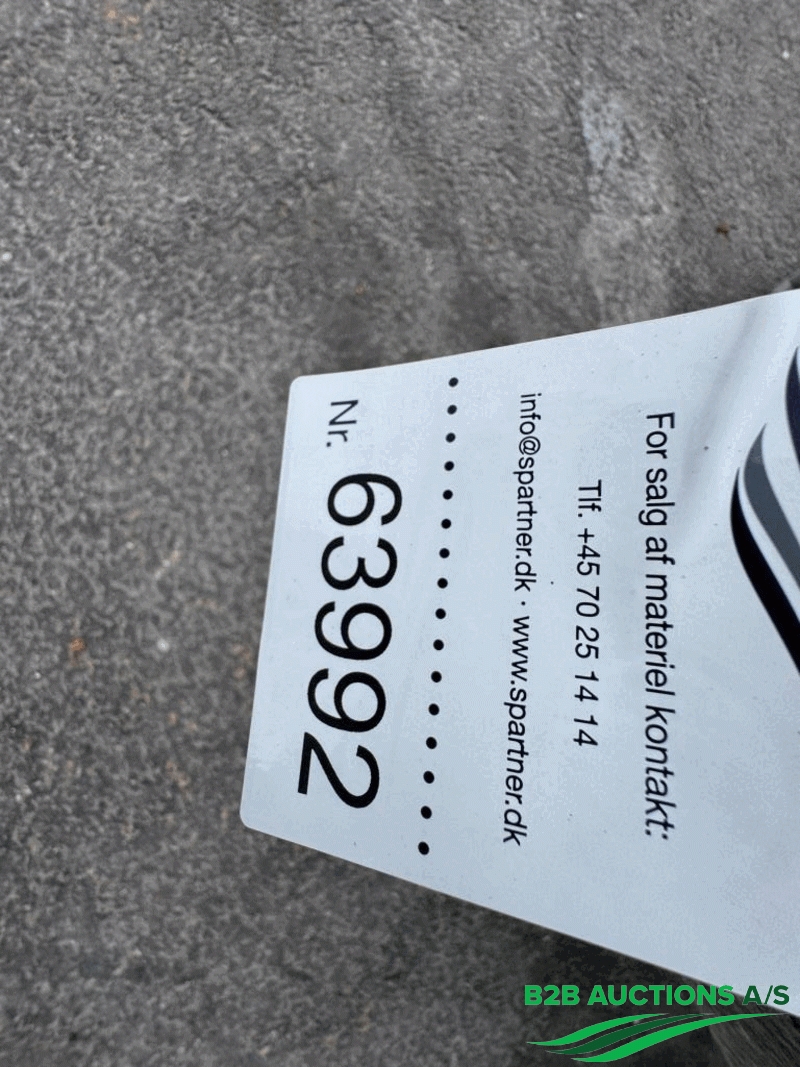 For salg af materiel kontakt:
Tlf. +45 70 25 14 14
info@spartner.dk · www.spartner.dk
Nr. 63992
B2B AUCTIONS A/S